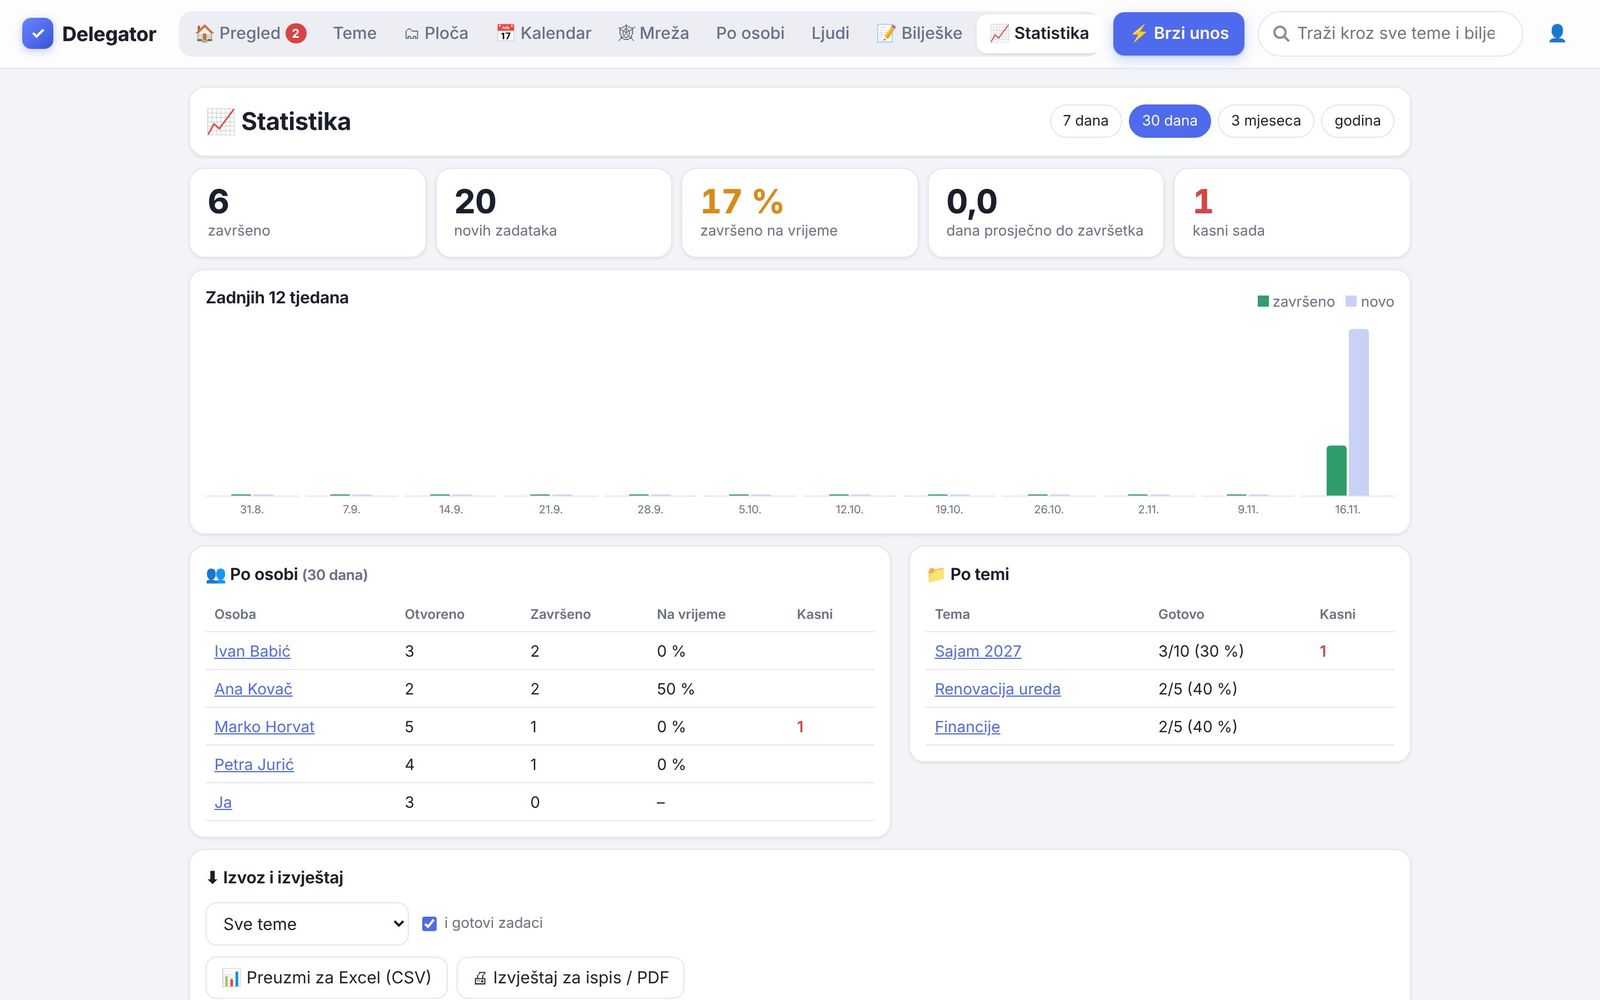 Delegator
Pregled 2
Teme
Ploča
Kalendar
Mreža
Po osobi
Ljudi
Bilješke
Statistika
Brzi unos
Traži kroz sve teme i bilje
Statistika
7 dana
30 dana
3 mjeseca
godina
6
završeno
20
novih zadataka
17 %
završeno na vrijeme
0,0
dana prosječno do završetka
1
kasni sada
Zadnjih 12 tjedana
završeno novo
31.8. 7.9. 14.9. 21.9. 28.9. 5.10. 12.10. 19.10. 26.10. 2.11. 9.11. 16.11.
Po osobi (30 dana)
Osoba Otvoreno Završeno Na vrijeme Kasni
Ivan Babić 3 2 0 %
Ana Kovač 2 2 50 %
Marko Horvat 5 1 0 % 1
Petra Jurić 4 1 0 %
Ja 3 0 –
Po temi
Tema Gotovo Kasni
Sajam 2027 3/10 (30 %) 1
Renovacija ureda 2/5 (40 %)
Financije 2/5 (40 %)
Izvoz i izvještaj
Sve teme
i gotovi zadaci
Preuzmi za Excel (CSV)
Izvještaj za ispis / PDF